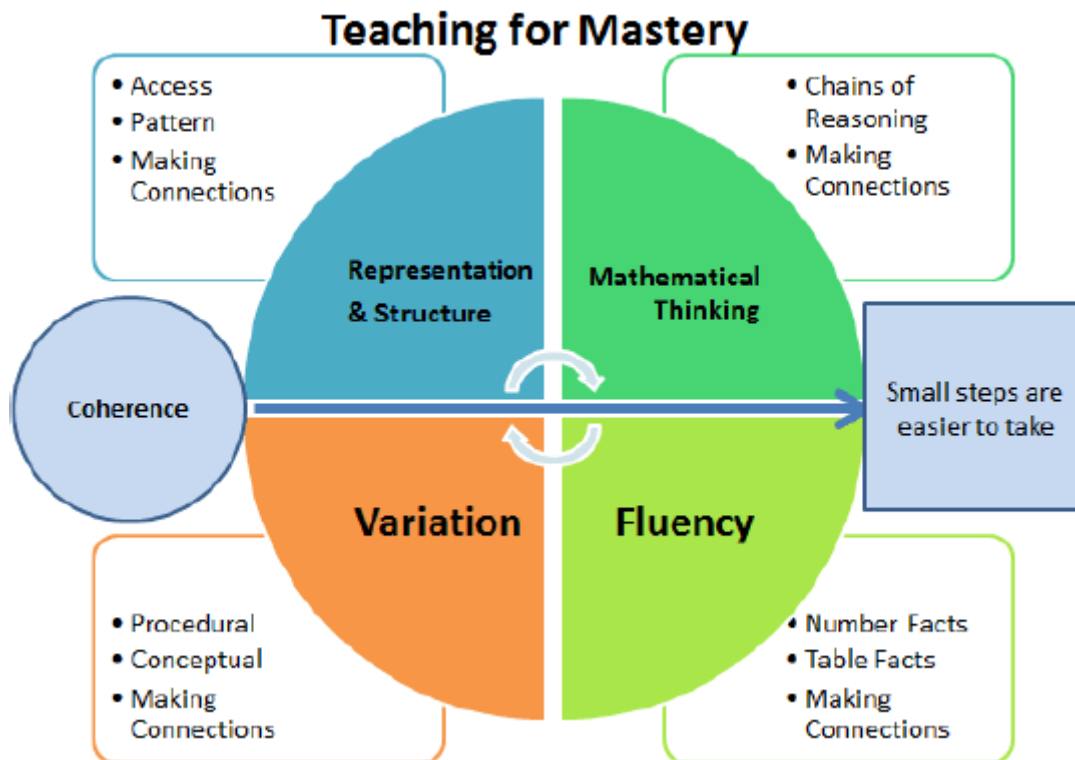 Teaching for Mastery
• Access
• Pattern
• Making
Connections
• Chains of
Reasoning
• Making
Connections
Representation
& Structure
Mathematical
Thinking
Coherence
Small steps are
easier to take
Variation
Fluency
• Procedural
• Conceptual
• Making
Connections
• Number Facts
• Table Facts
• Making
Connections